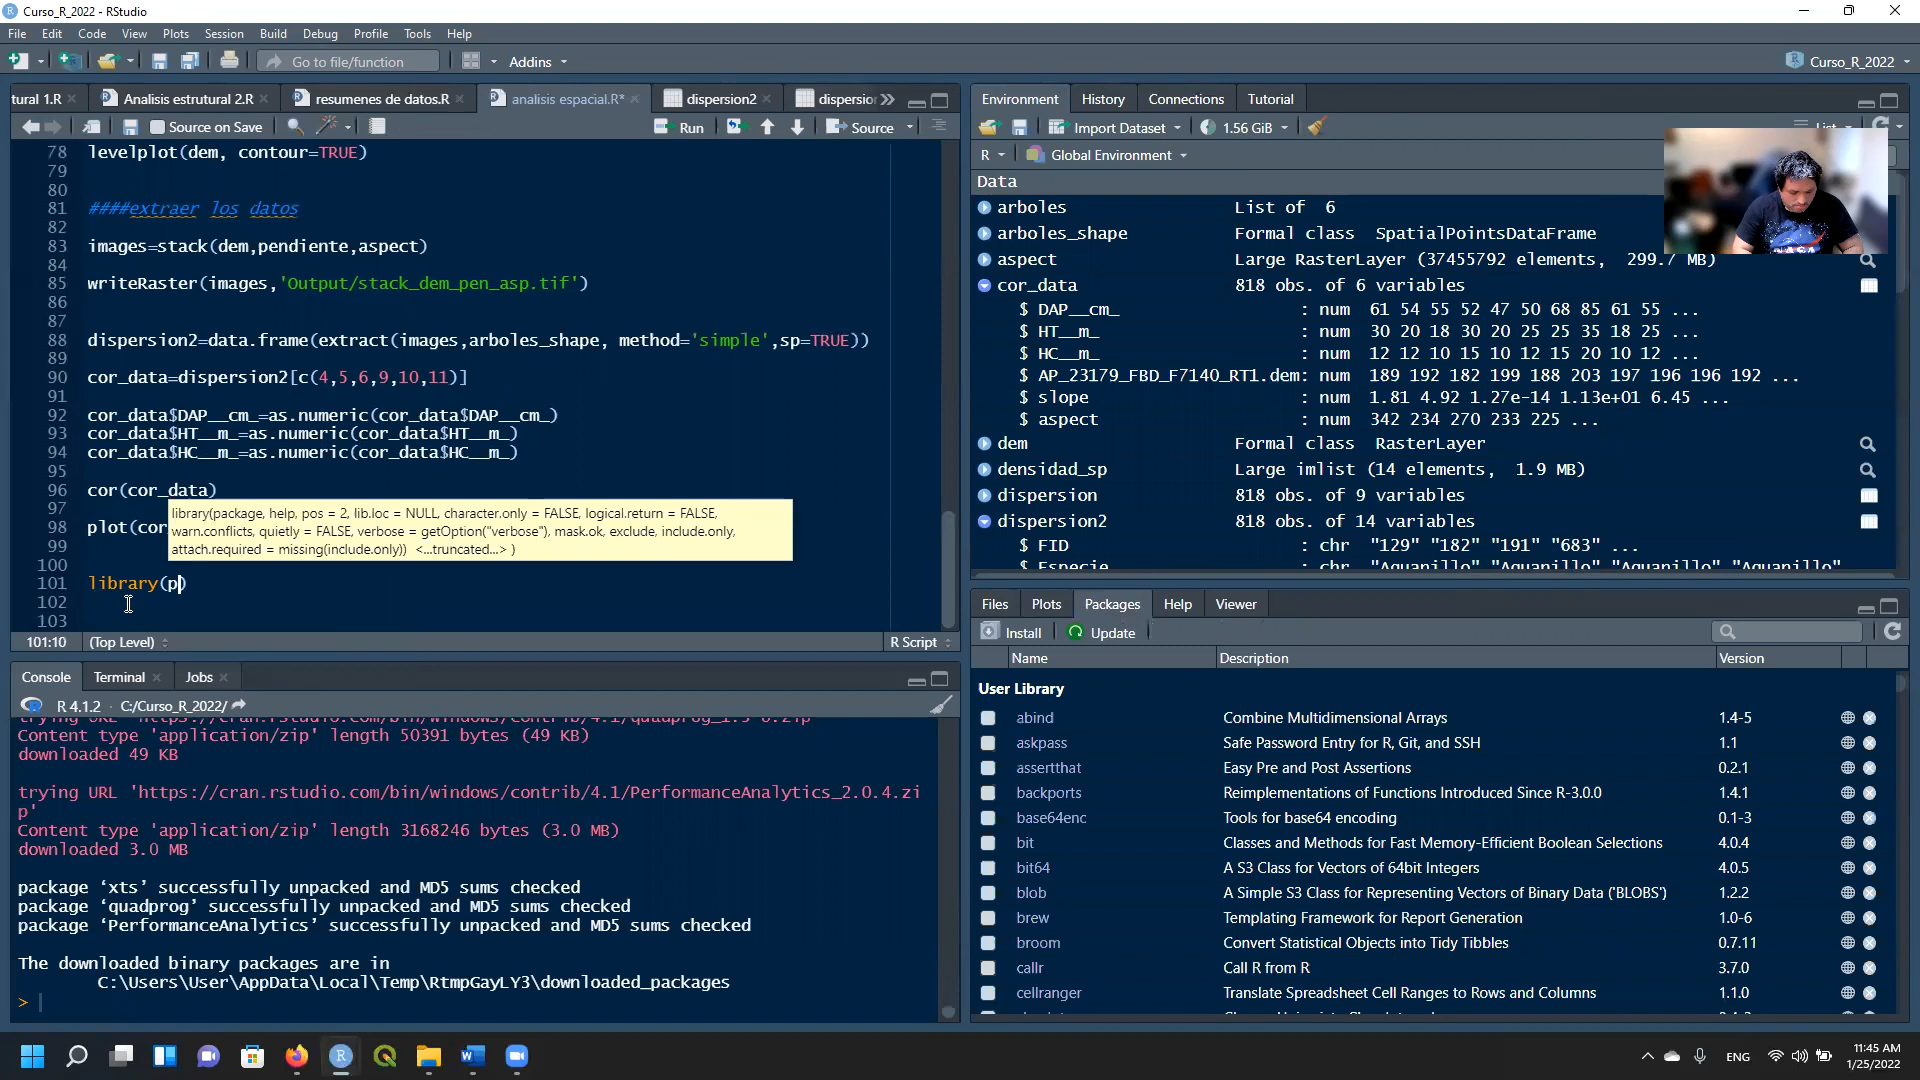 Curso_R_2022 - RStudio
File Edit Code View Plots Session Build Debug Profile Tools Help
Go to file/function Addins Curso_R_2022
tural 1.R Analisis estrutural 2.R resumenes de datos.R analisis espacial.R* dispersion2 dispersion
Source on Save Run Source
78 levelplot(dem, contour=TRUE)
79
80
81 ####extraer los datos
82
83 images=stack(dem,pendiente,aspect)
84
85 writeRaster(images,'Output/stack_dem_pen_asp.tif')
86
87
88 dispersion2=data.frame(extract(images,arboles_shape, method='simple',sp=TRUE))
89
90 cor_data=dispersion2[c(4,5,6,9,10,11)]
91
92 cor_data$DAP__cm_=as.numeric(cor_data$DAP__cm_)
93 cor_data$HT__m_=as.numeric(cor_data$HT__m_)
94 cor_data$HC__m_=as.numeric(cor_data$HC__m_)
95
96 cor(cor_data)
97
98 plot(cor
99
100
101 library(p)
102
103
library(package, help, pos = 2, lib.loc = NULL, character.only = FALSE, logical.return = FALSE,
warn.conflicts, quietly = FALSE, verbose = getOption("verbose"), mask.ok, exclude, include.only,
attach.required = missing(include.only)) <...truncated...> )
101:10 (Top Level) R Script
Console Terminal Jobs
R 4.1.2 C:/Curso_R_2022/
trying URL 'https://cran.rstudio.com/bin/windows/contrib/4.1/quadprog_1.5-8.zip'
Content type 'application/zip' length 50391 bytes (49 KB)
downloaded 49 KB
trying URL 'https://cran.rstudio.com/bin/windows/contrib/4.1/PerformanceAnalytics_2.0.4.zi
p'
Content type 'application/zip' length 3168246 bytes (3.0 MB)
downloaded 3.0 MB
package ‘xts’ successfully unpacked and MD5 sums checked
package ‘quadprog’ successfully unpacked and MD5 sums checked
package ‘PerformanceAnalytics’ successfully unpacked and MD5 sums checked
The downloaded binary packages are in
C:\Users\User\AppData\Local\Temp\RtmpGayLY3\downloaded_packages
>
Environment History Connections Tutorial
Import Dataset 1.56 GiB List
R Global Environment
Data
arboles List of 6
arboles_shape Formal class SpatialPointsDataFrame
aspect Large RasterLayer (37455792 elements, 299.7 MB)
cor_data 818 obs. of 6 variables
$ DAP__cm_ : num 61 54 55 52 47 50 68 85 61 55 ...
$ HT__m_ : num 30 20 18 30 20 25 25 35 18 25 ...
$ HC__m_ : num 12 12 10 15 10 12 15 20 10 12 ...
$ AP_23179_FBD_F7140_RT1.dem: num 189 192 182 199 188 203 197 196 196 192 ...
$ slope : num 1.81 4.92 1.27e-14 1.13e+01 6.45 ...
$ aspect : num 342 234 270 233 225 ...
dem Formal class RasterLayer
densidad_sp Large imlist (14 elements, 1.9 MB)
dispersion 818 obs. of 9 variables
dispersion2 818 obs. of 14 variables
$ FID : chr "129" "182" "191" "683" ...
$ Especie : chr "Aguanillo" "Aguanillo" "Aguanillo" "Aguanillo"
Files Plots Packages Help Viewer
Install Update
Name Description Version
User Library
abind Combine Multidimensional Arrays 1.4-5
askpass Safe Password Entry for R, Git, and SSH 1.1
assertthat Easy Pre and Post Assertions 0.2.1
backports Reimplementations of Functions Introduced Since R-3.0.0 1.4.1
base64enc Tools for base64 encoding 0.1-3
bit Classes and Methods for Fast Memory-Efficient Boolean Selections 4.0.4
bit64 A S3 Class for Vectors of 64bit Integers 4.0.5
blob A Simple S3 Class for Representing Vectors of Binary Data ('BLOBS') 1.2.2
brew Templating Framework for Report Generation 1.0-6
broom Convert Statistical Objects into Tidy Tibbles 0.7.11
callr Call R from R 3.7.0
cellranger Translate Spreadsheet Cell Ranges to Rows and Columns 1.1.0
ENG
11:45 AM
1/25/2022